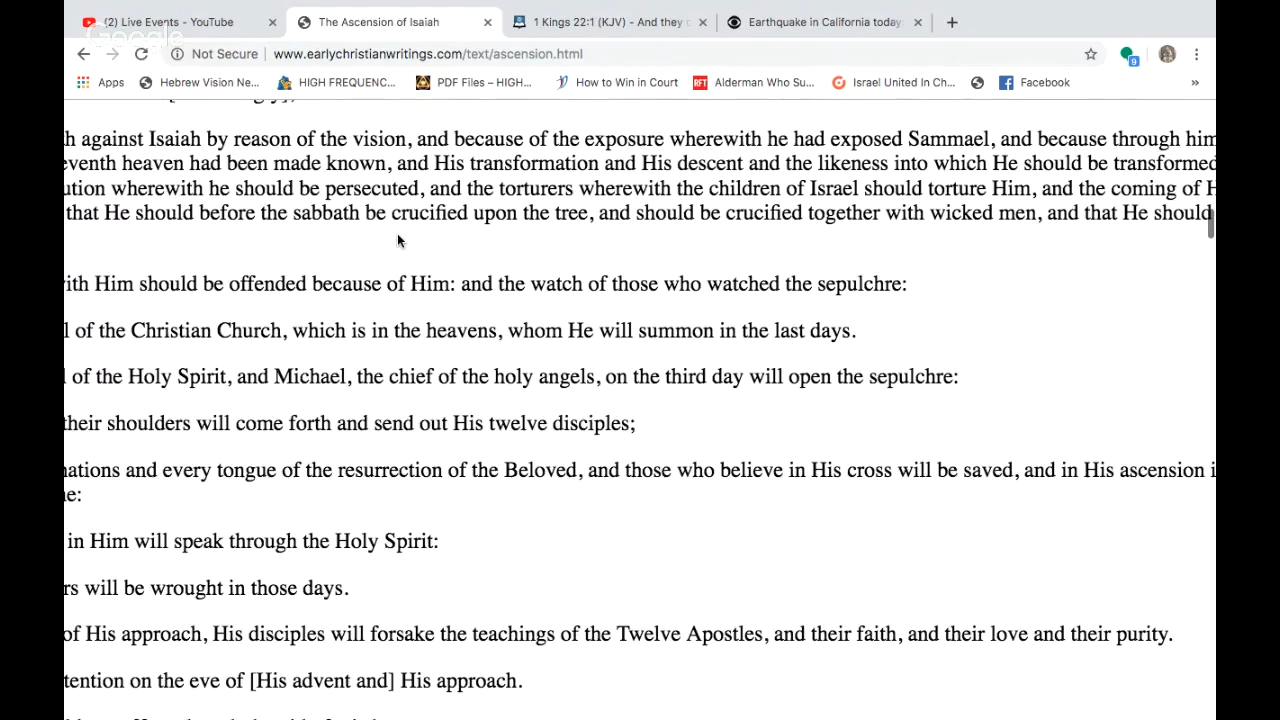 (2) Live Events - YouTube
The Ascension of Isaiah
1 Kings 22:1 (KJV) - And they c
Earthquake in California today:
Google
Not Secure
www.earlychristianwritings.com/text/ascension.html
9
Apps
Hebrew Vision Ne...
HIGH FREQUENC...
PDF Files – HIGH...
How to Win in Court
RFT
Alderman Who Su...
Israel United In Ch...
Facebook
»
th against Isaiah by reason of the vision, and because of the exposure wherewith he had exposed Sammael, and because through him
eventh heaven had been made known, and His transformation and His descent and the likeness into which He should be transformed
ution wherewith he should be persecuted, and the torturers wherewith the children of Israel should torture Him, and the coming of H
that He should before the sabbath be crucified upon the tree, and should be crucified together with wicked men, and that He should
with Him should be offended because of Him: and the watch of those who watched the sepulchre:
l of the Christian Church, which is in the heavens, whom He will summon in the last days.
of the Holy Spirit, and Michael, the chief of the holy angels, on the third day will open the sepulchre:
their shoulders will come forth and send out His twelve disciples;
nations and every tongue of the resurrection of the Beloved, and those who believe in His cross will be saved, and in His ascension i
e:
in Him will speak through the Holy Spirit:
rs will be wrought in those days.
of His approach, His disciples will forsake the teachings of the Twelve Apostles, and their faith, and their love and their purity.
tention on the eve of [His advent and] His approach.